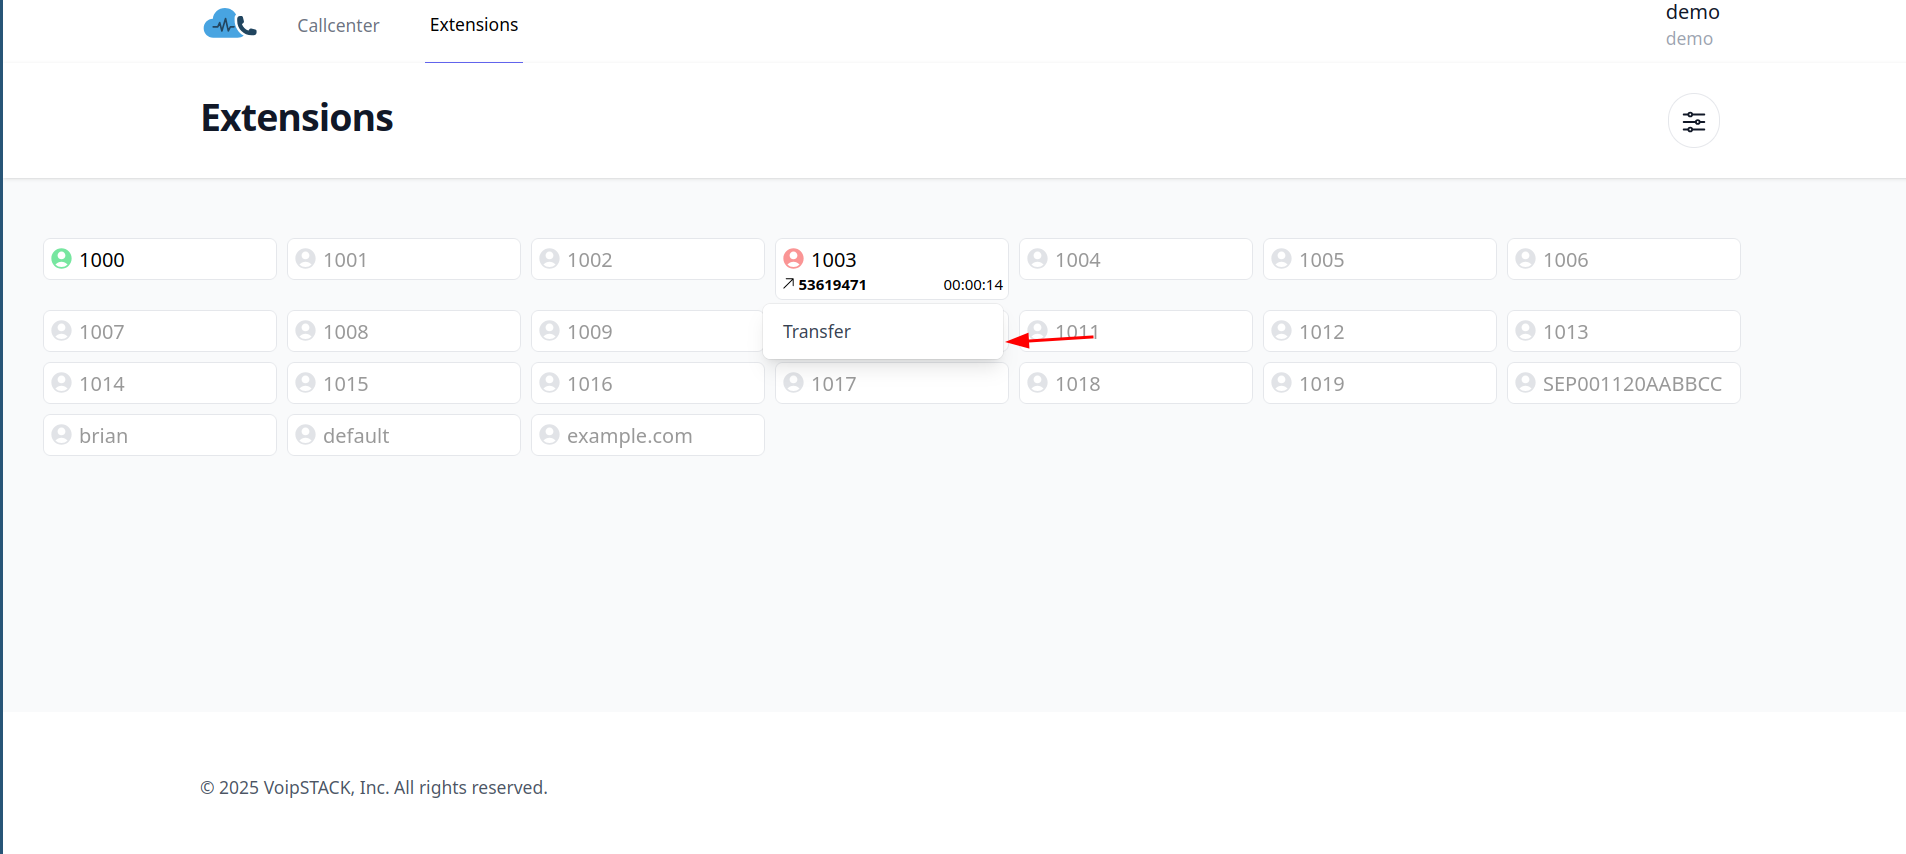 Callcenter
Extensions
demo
demo
Extensions
1000
1001
1002
1003
53619471
00:00:14
1004
1005
1006
1007
1008
1009
Transfer
1011
1012
1013
1014
1015
1016
1017
1018
1019
SEP001120AABBCC
brian
default
example.com
© 2025 VoipSTACK, Inc. All rights reserved.